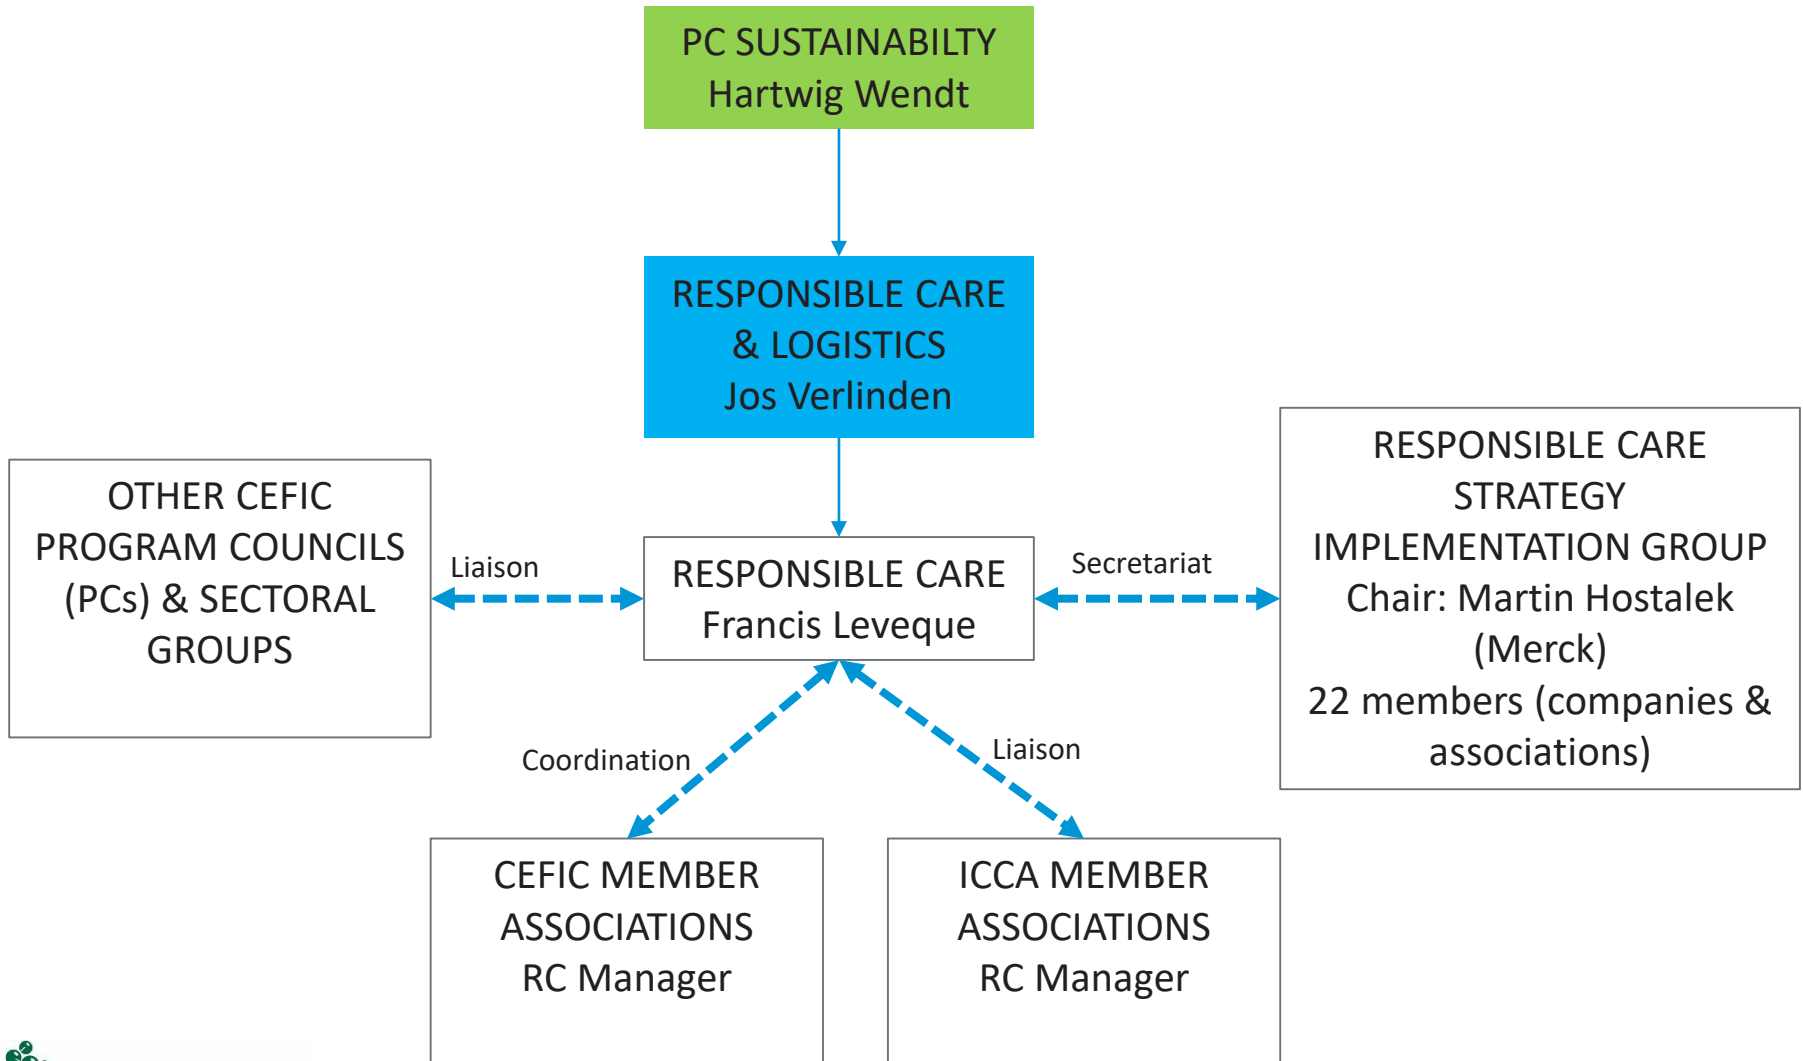 PC SUSTAINABILTY
Hartwig Wendt
RESPONSIBLE CARE
& LOGISTICS
Jos Verlinden
OTHER CEFIC
PROGRAM COUNCILS
(PCs) & SECTORAL
GROUPS
Liaison
RESPONSIBLE CARE
Francis Leveque
Secretariat
RESPONSIBLE CARE
STRATEGY
IMPLEMENTATION GROUP
Chair: Martin Hostalek
(Merck)
22 members (companies &
associations)
Coordination
Liaison
CEFIC MEMBER
ASSOCIATIONS
RC Manager
ICCA MEMBER
ASSOCIATIONS
RC Manager